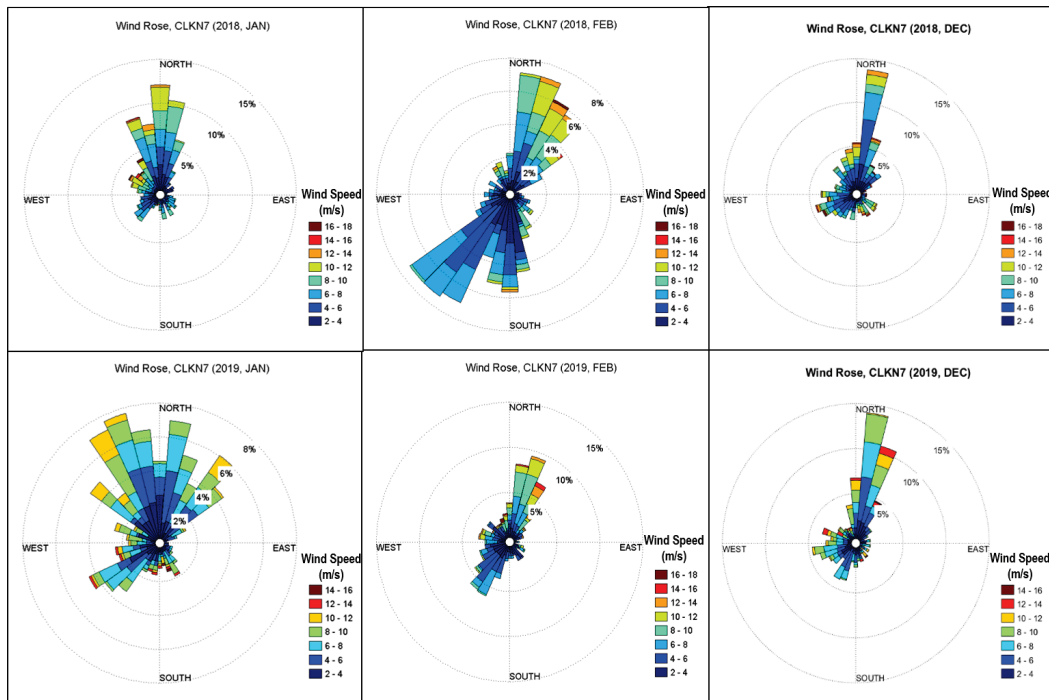 Wind Rose, CLKN7 (2018, JAN)
NORTH
15%
10%
5%
WEST
EAST
SOUTH
Wind Speed
(m/s)
16 - 18
14 - 16
12 - 14
10 - 12
8 - 10
6 - 8
4 - 6
2 - 4
Wind Rose, CLKN7 (2018, FEB)
NORTH
8%
6%
4%
2%
WEST
EAST
SOUTH
Wind Speed
(m/s)
16 - 18
14 - 16
12 - 14
10 - 12
8 - 10
6 - 8
4 - 6
2 - 4
Wind Rose, CLKN7 (2018, DEC)
NORTH
15%
10%
5%
WEST
EAST
SOUTH
Wind Speed
(m/s)
16 - 18
14 - 16
12 - 14
10 - 12
8 - 10
6 - 8
4 - 6
2 - 4
Wind Rose, CLKN7 (2019, JAN)
NORTH
8%
6%
4%
2%
WEST
EAST
SOUTH
Wind Speed
(m/s)
14 - 16
12 - 14
10 - 12
8 - 10
6 - 8
4 - 6
2 - 4
Wind Rose, CLKN7 (2019, FEB)
NORTH
15%
10%
5%
WEST
EAST
SOUTH
Wind Speed
(m/s)
16 - 18
14 - 16
12 - 14
10 - 12
8 - 10
6 - 8
4 - 6
2 - 4
Wind Rose, CLKN7 (2019, DEC)
NORTH
15%
10%
5%
WEST
EAST
SOUTH
Wind Speed
(m/s)
14 - 16
12 - 14
10 - 12
8 - 10
6 - 8
4 - 6
2 - 4